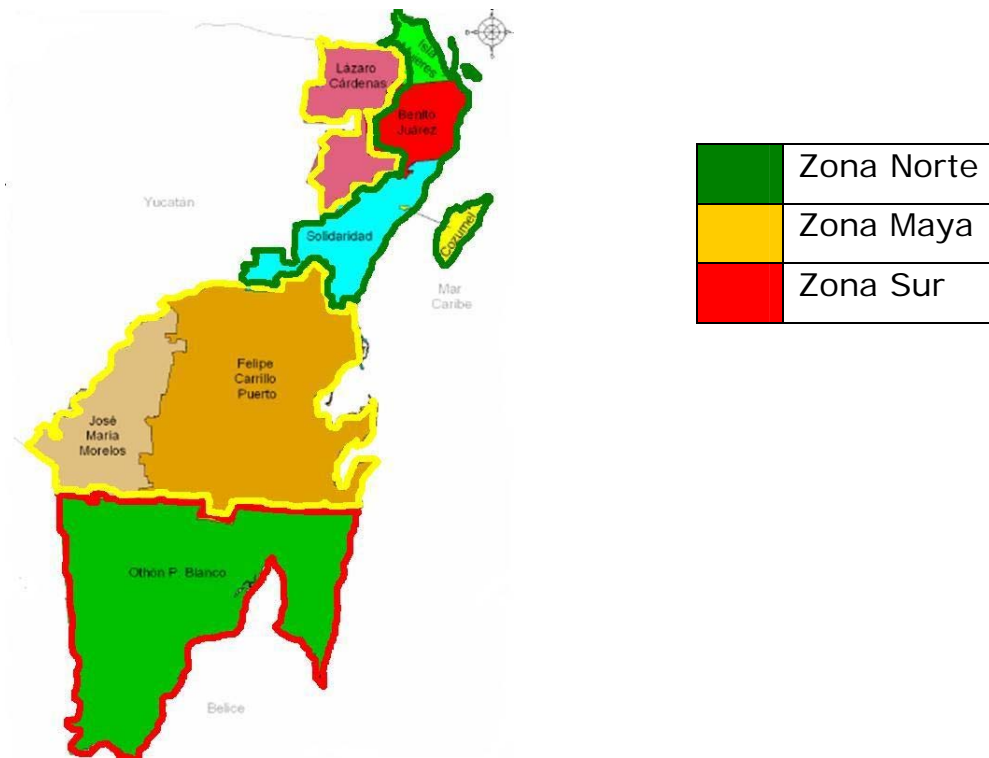 Isla
Mujeres
Lázaro
Cárdenas
Benito
Juárez
Yucatán
Solidaridad
Cozumel
Mar
Caribe
Felipe
Carrillo
Puerto
José
María
Morelos
Othón P. Blanco
Belice
Zona Norte
Zona Maya
Zona Sur